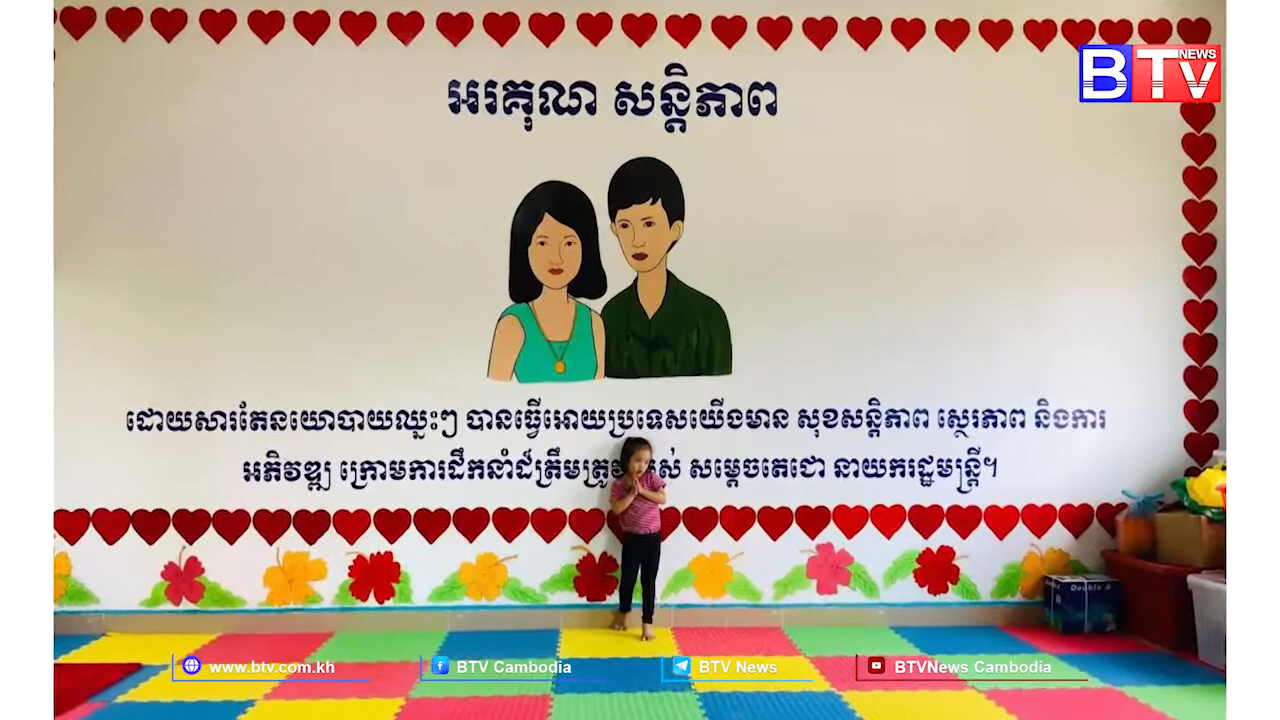 BTV NEWS
អរគុណ សន្តិភាព
ដោយសារតែនយោបាយឈ្នះៗ បានធ្វើអោយប្រទេសយើងមាន សុខសន្តិភាព ស្ថេរភាព និងការ
អភិវឌ្ឍ ក្រោមការដឹកនាំដ៏ត្រឹមត្រូវ សម្តេចតេជោ នាយករដ្ឋមន្ត្រី។
Double A
www.btv.com.kh
BTV Cambodia
BTV News
BTVNews Cambodia